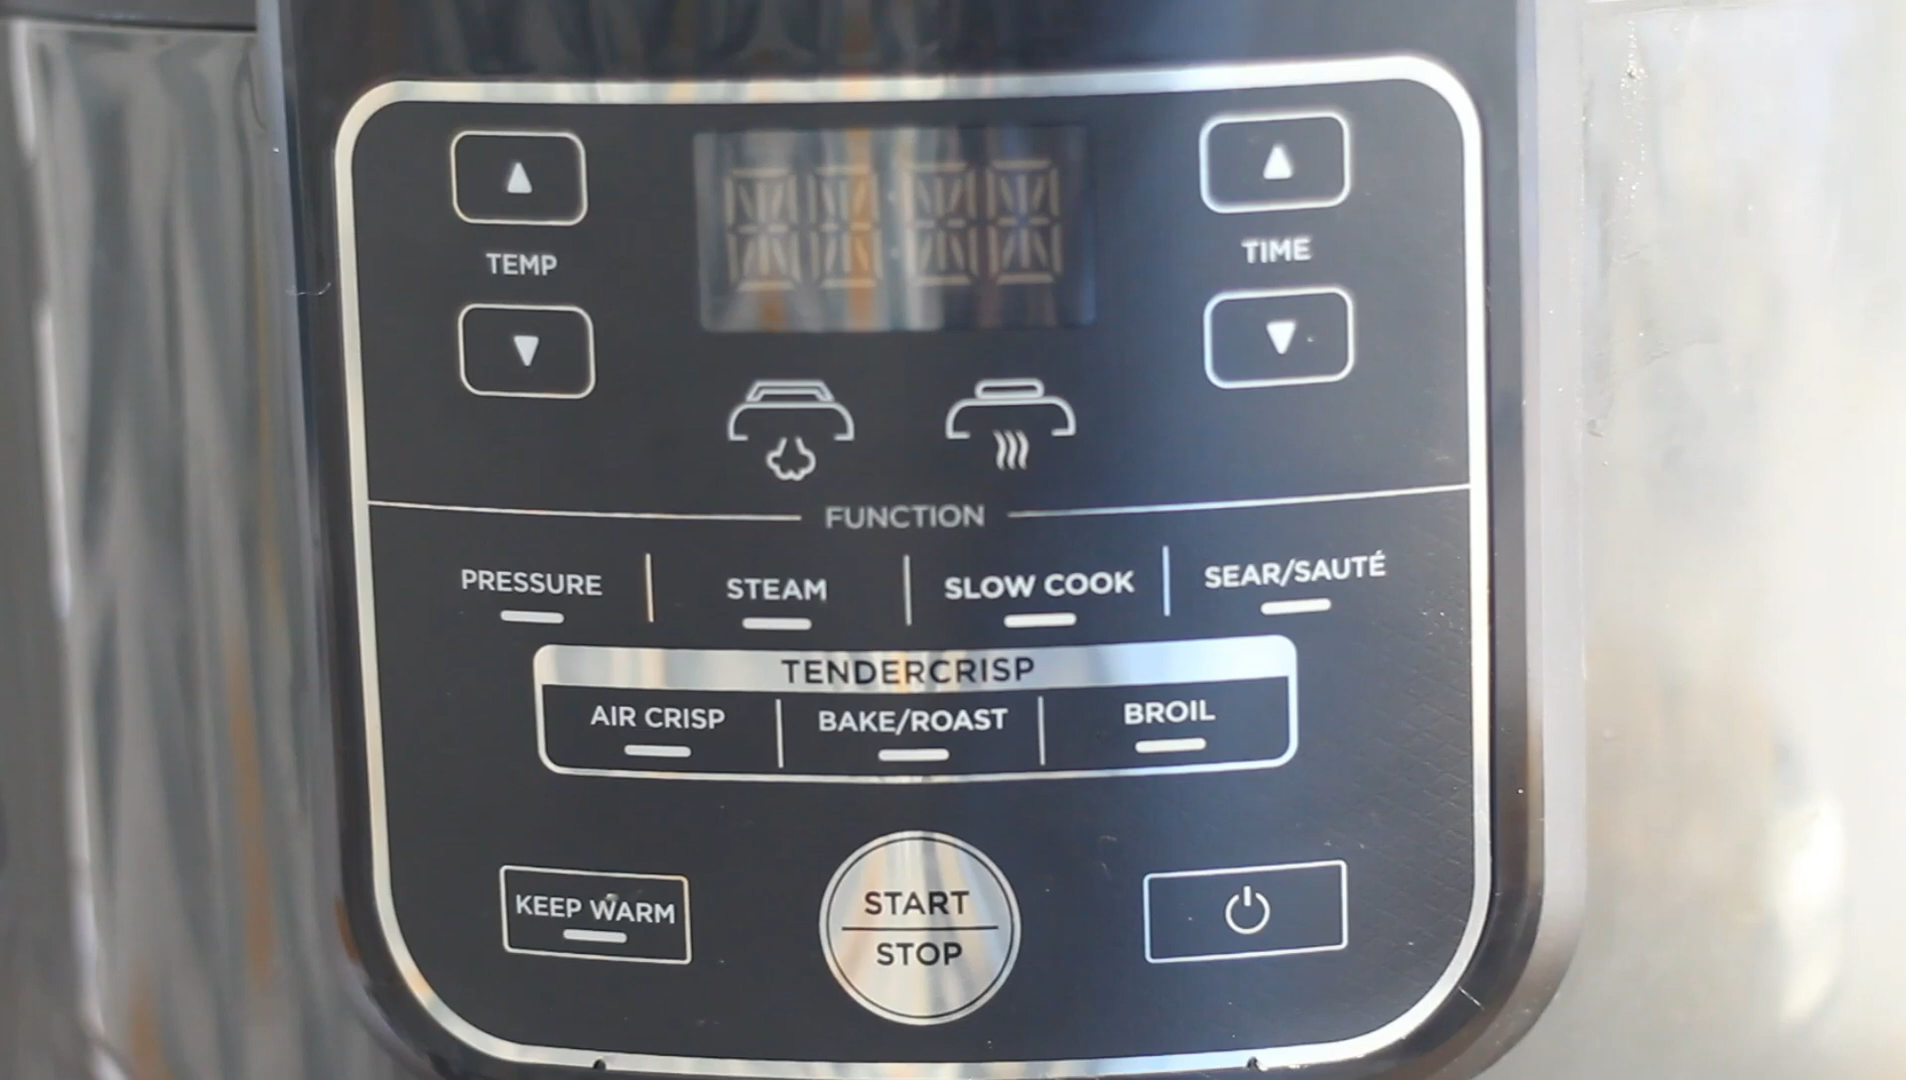 TEMP
TIME
FUNCTION
PRESSURE
STEAM
SLOW COOK
SEAR/SAUTÉ
TENDERCRISP
AIR CRISP
BAKE/ROAST
BROIL
KEEP WARM
START
STOP